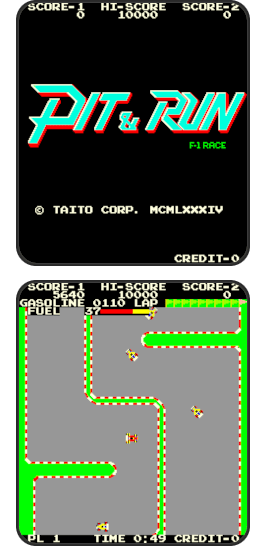 SCORE-1 HI-SCORE SCORE-2
0 10000 0
PIT & RUN
F-1 RACE
© TAITO CORP. MCMLXXXIV
CREDIT-0
SCORE-1 HI-SCORE SCORE-2
5640 10000 0
GASOLINE 0110 LAP
FUEL 37
PL 1 TIME 0:49 CREDIT-0